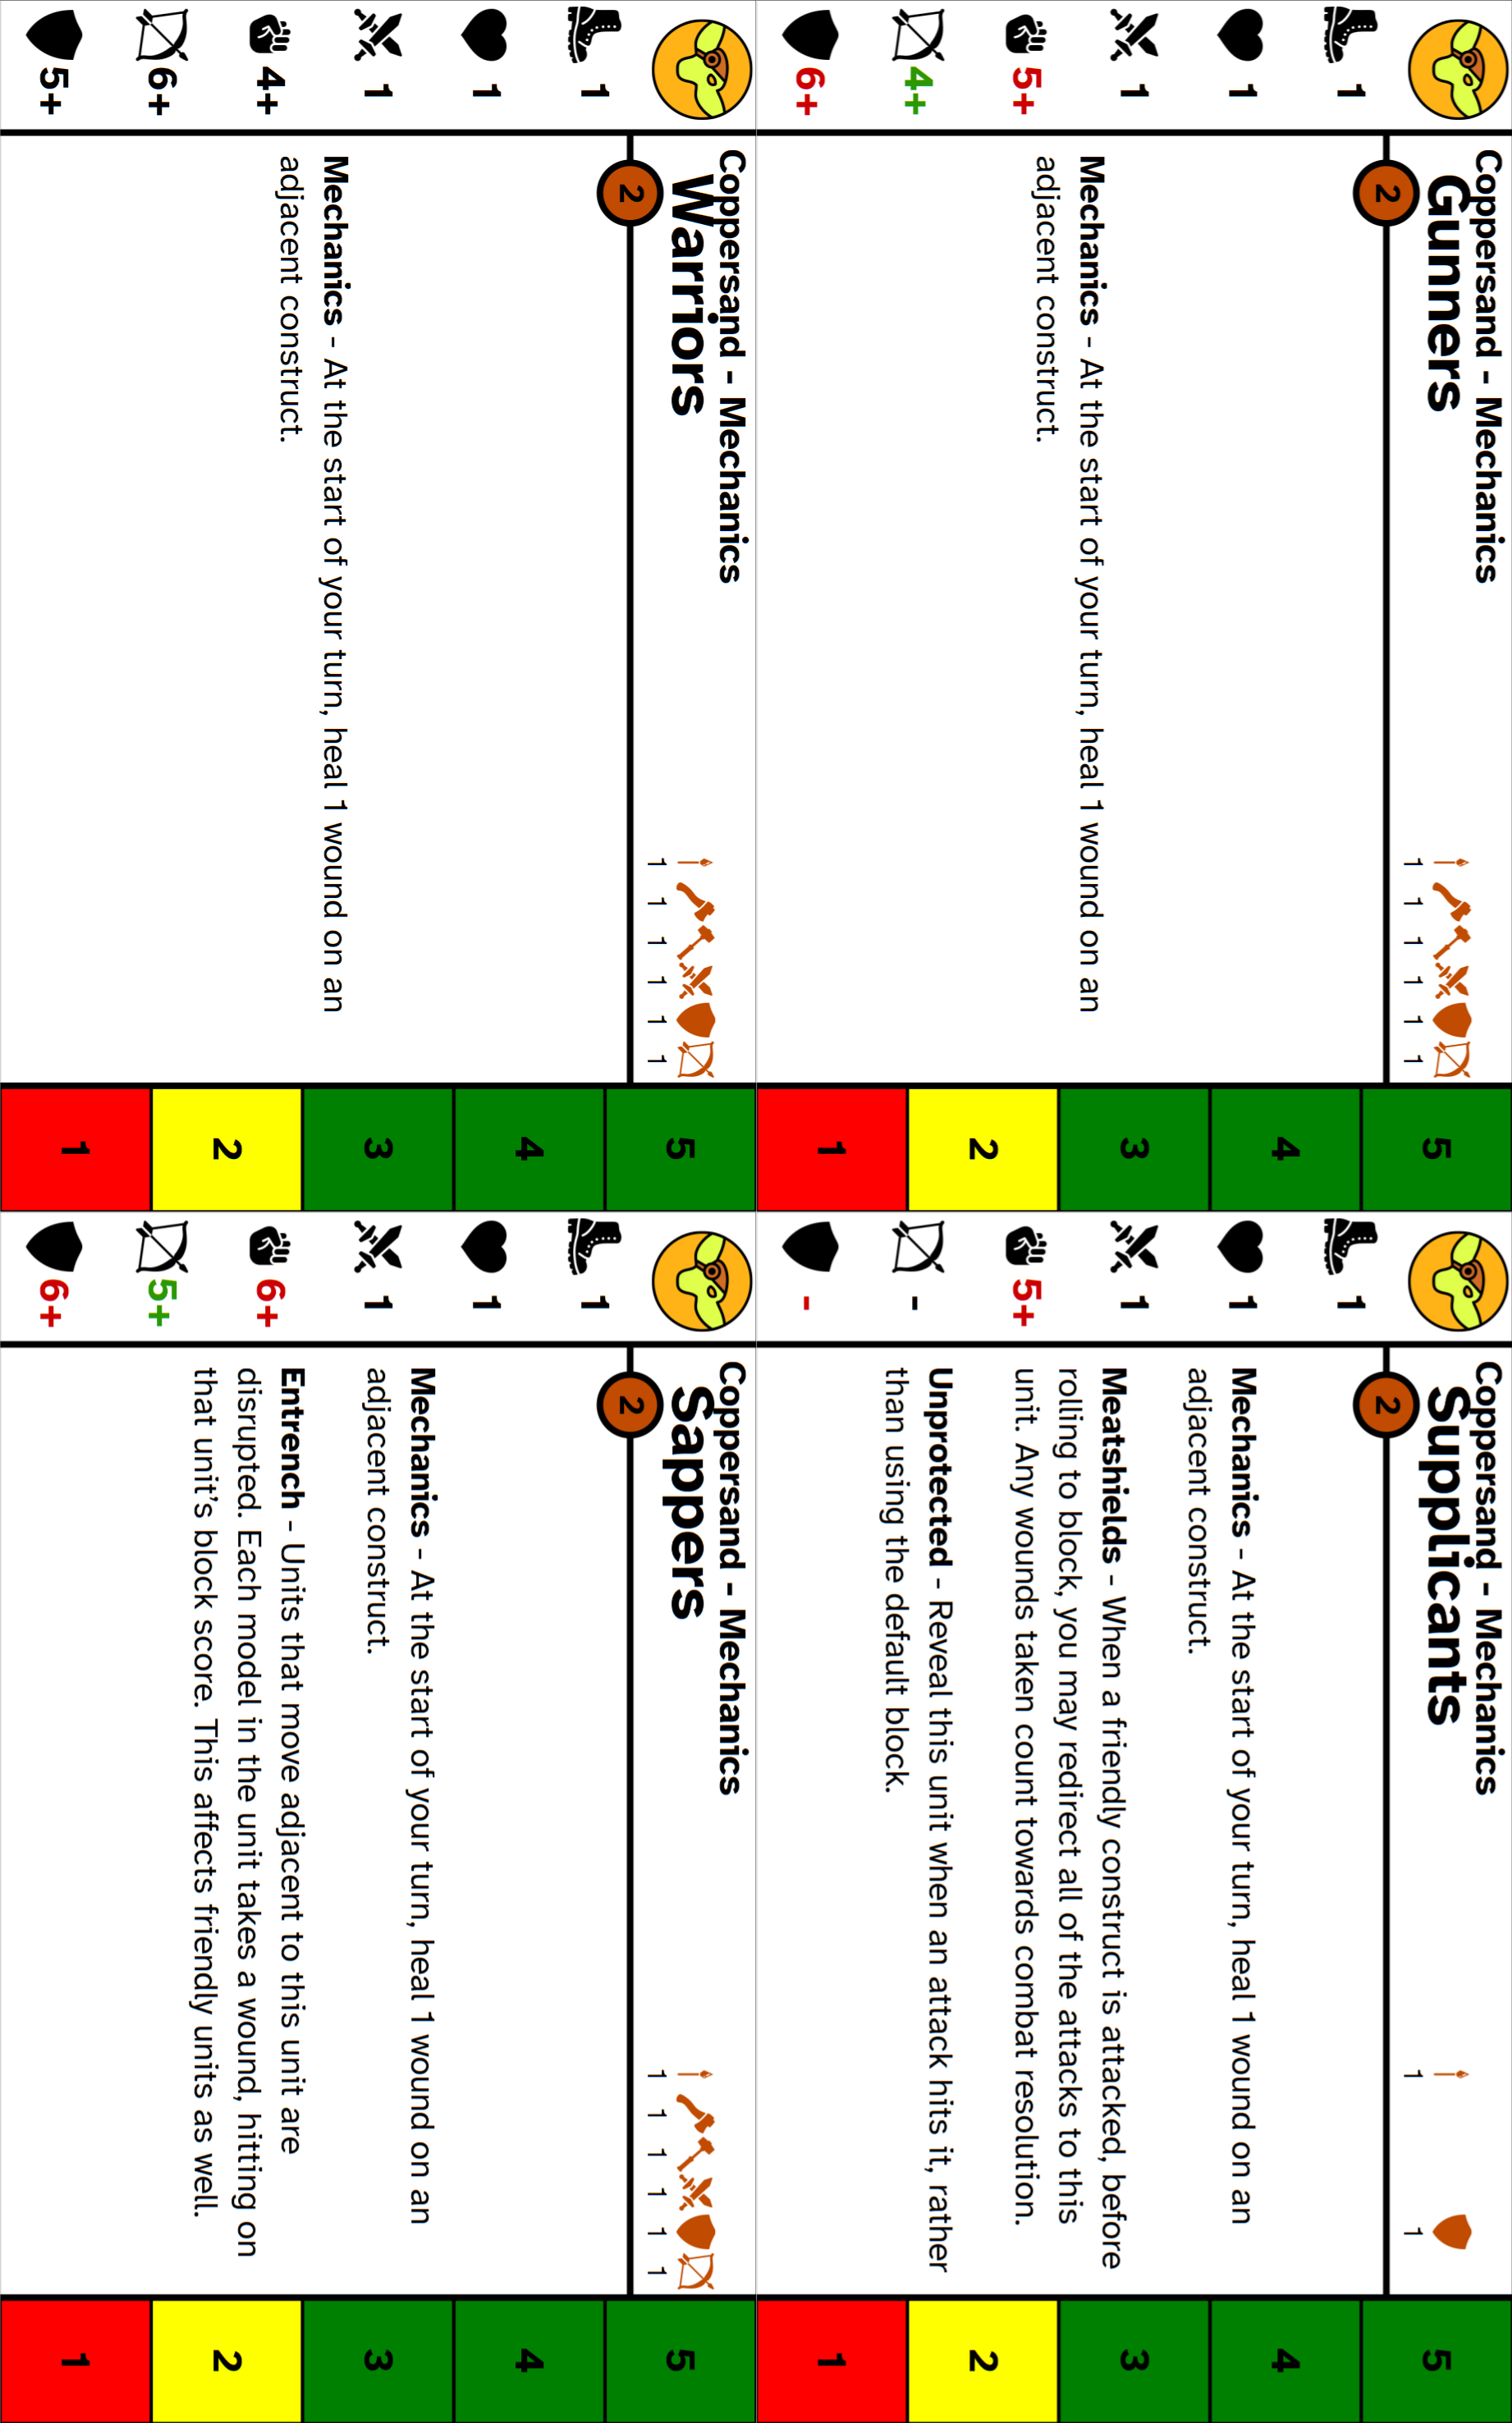 Coppersand - Mechanics
Gunners
2
1 1 1 1 1 1
1
1
1
5+
4+
6+
Mechanics - At the start of your turn, heal 1 wound on an
adjacent construct.
5
4
3
2
1
Coppersand - Mechanics
Supplicants
2
1 1
1
1
1
5+
-
-
Mechanics - At the start of your turn, heal 1 wound on an
adjacent construct.
Meatshields - When a friendly construct is attacked, before
rolling to block, you may redirect all of the attacks to this
unit. Any wounds taken count towards combat resolution.
Unprotected - Reveal this unit when an attack hits it, rather
than using the default block.
5
4
3
2
1
Coppersand - Mechanics
Warriors
2
1 1 1 1 1 1
1
1
1
4+
6+
5+
Mechanics - At the start of your turn, heal 1 wound on an
adjacent construct.
5
4
3
2
1
Coppersand - Mechanics
Sappers
2
1 1 1 1 1 1
1
1
1
6+
5+
6+
Mechanics - At the start of your turn, heal 1 wound on an
adjacent construct.
Entrench - Units that move adjacent to this unit are
disrupted. Each model in the unit takes a wound, hitting on
that unit's block score. This affects friendly units as well.
5
4
3
2
1